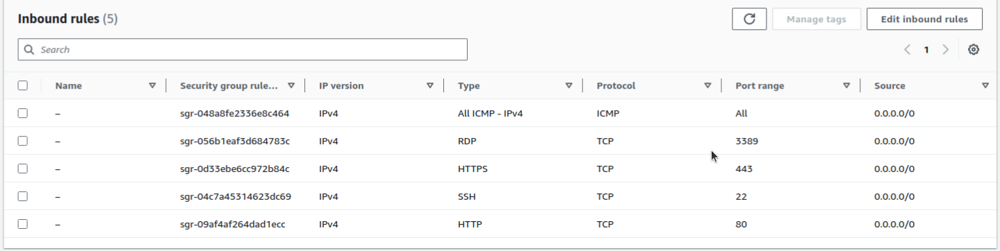 Inbound rules (5)
Manage tags
Edit inbound rules
Search
1
Name Security group rule... IP version Type Protocol Port range Source
– sgr-048a8fe2336e8c464 IPv4 All ICMP - IPv4 ICMP All 0.0.0.0/0
– sgr-056b1eaf3d684783c IPv4 RDP TCP 3389 0.0.0.0/0
– sgr-0d33ebe6cc972b84c IPv4 HTTPS TCP 443 0.0.0.0/0
– sgr-04c7a45314623dc69 IPv4 SSH TCP 22 0.0.0.0/0
– sgr-09af4af264dad1ecc IPv4 HTTP TCP 80 0.0.0.0/0